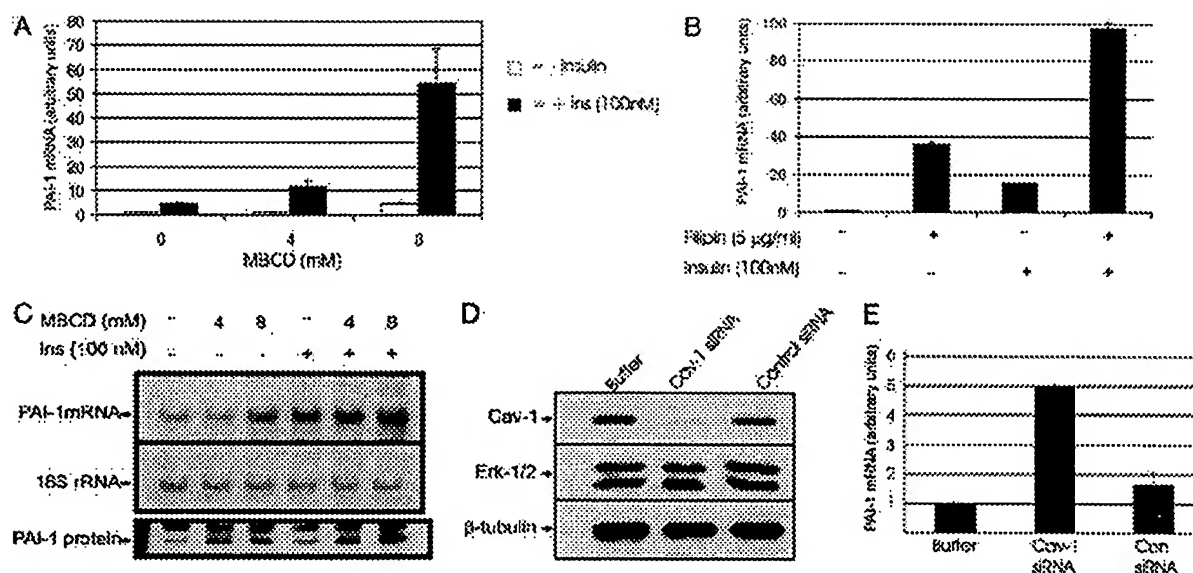 A
PAI-1 mRNA (arbitrary units)
80
70
60
50
40
30
20
10
0
0 4 8
MBCD (mM)
= - Insulin
= + Ins (100nM)
B
PAI-1 mRNA (arbitrary units)
100
80
60
40
20
0
Filipin (5 µg/ml) - + - +
Insulin (100nM) - - + +
C
MBCD (mM) - 4 8 - 4 8
Ins (100 nM) - - - + + +
PAI-1mRNA
18S rRNA
PAI-1 protein
D
Buffer
Cav-1 siRNA
Control siRNA
Cav-1
Erk-1/2
β-tubulin
E
PAI-1 mRNA (arbitrary units)
6
5
4
3
2
1
Buffer Cav-1 siRNA Con siRNA